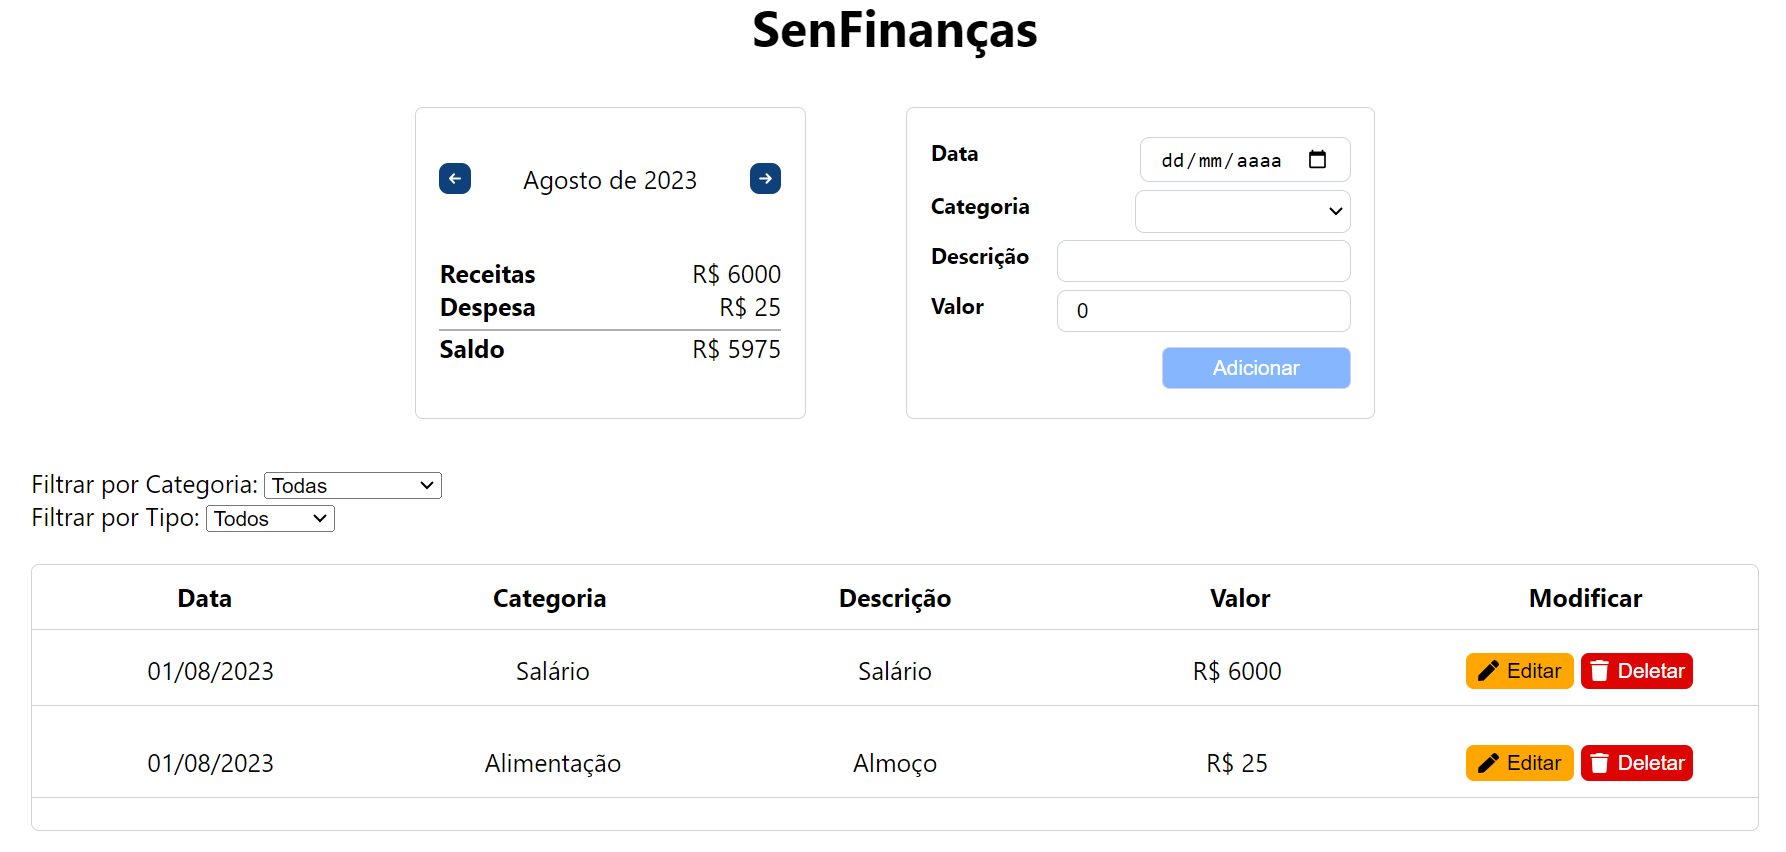 SenFinanças
Agosto de 2023
Receitas R$ 6000
Despesa R$ 25
Saldo R$ 5975
Data dd/mm/aaaa
Categoria
Descrição
Valor 0
Adicionar
Filtrar por Categoria: Todas
Filtrar por Tipo: Todos
Data Categoria Descrição Valor Modificar
01/08/2023 Salário Salário R$ 6000 Editar Deletar
01/08/2023 Alimentação Almoço R$ 25 Editar Deletar